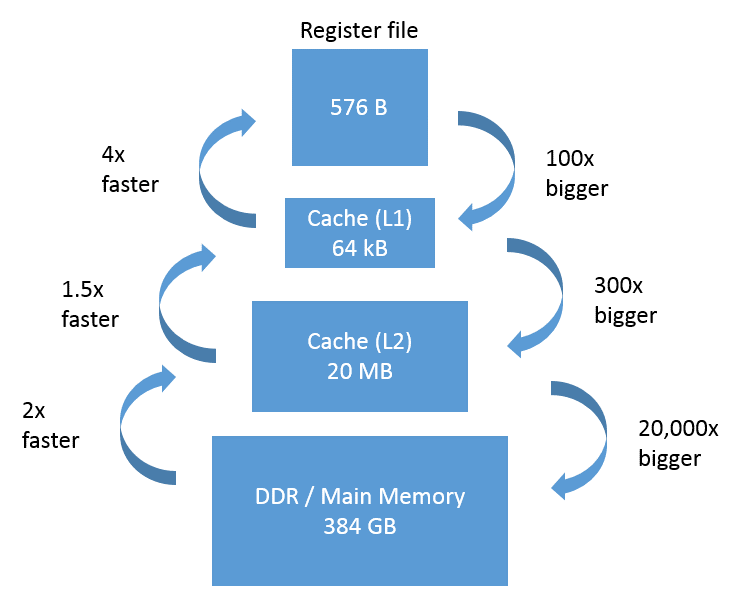 Register file
576 B
4x
faster
100x
bigger
Cache (L1)
64 kB
1.5x
faster
300x
bigger
Cache (L2)
20 MB
2x
faster
20,000x
bigger
DDR / Main Memory
384 GB